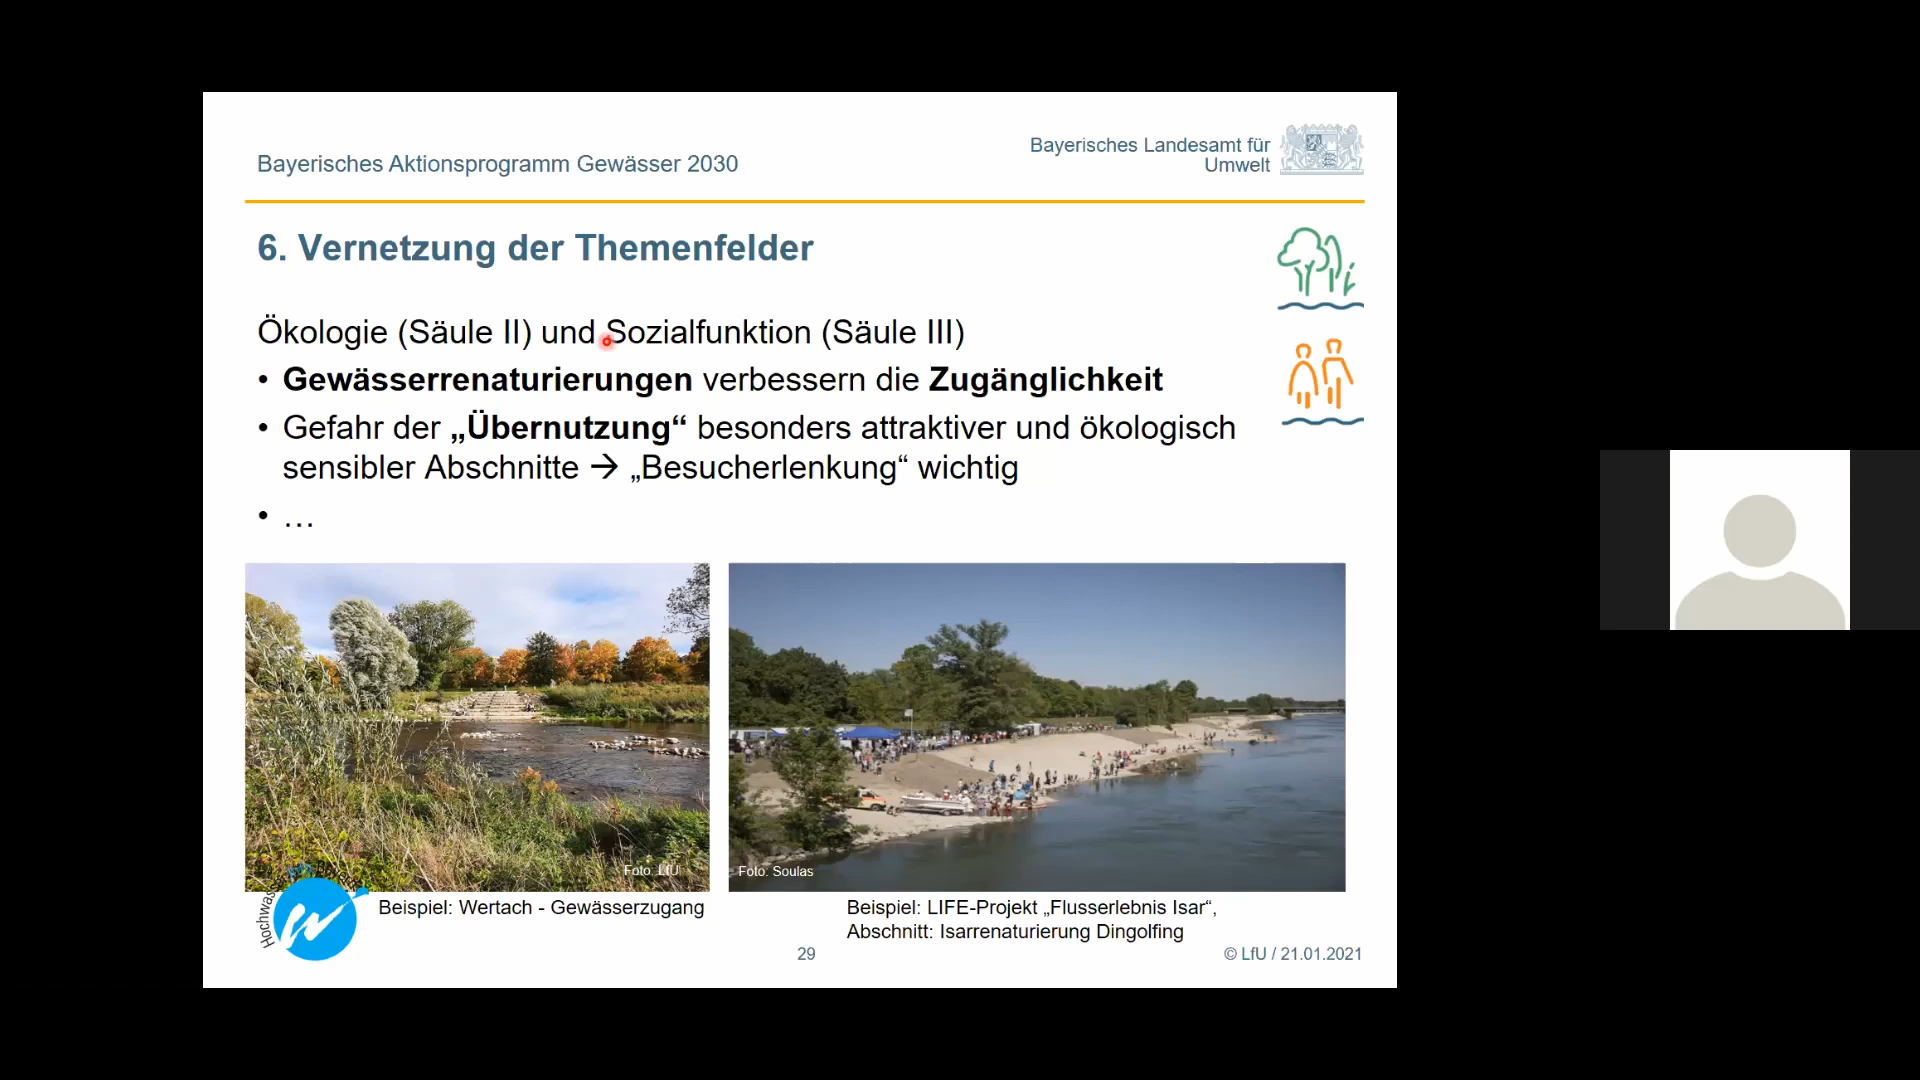 Bayerisches Aktionsprogramm Gewässer 2030
Bayerisches Landesamt für
Umwelt
6. Vernetzung der Themenfelder
Ökologie (Säule II) und Sozialfunktion (Säule III)
• Gewässerrenaturierungen verbessern die Zugänglichkeit
• Gefahr der „Übernutzung“ besonders attraktiver und ökologisch
sensibler Abschnitte → „Besucherlenkung“ wichtig
• …
Foto: LfU
Foto: Soulas
Beispiel: Wertach - Gewässerzugang
Beispiel: LIFE-Projekt „Flusserlebnis Isar“,
Abschnitt: Isarrenaturierung Dingolfing
29
© LfU / 21.01.2021